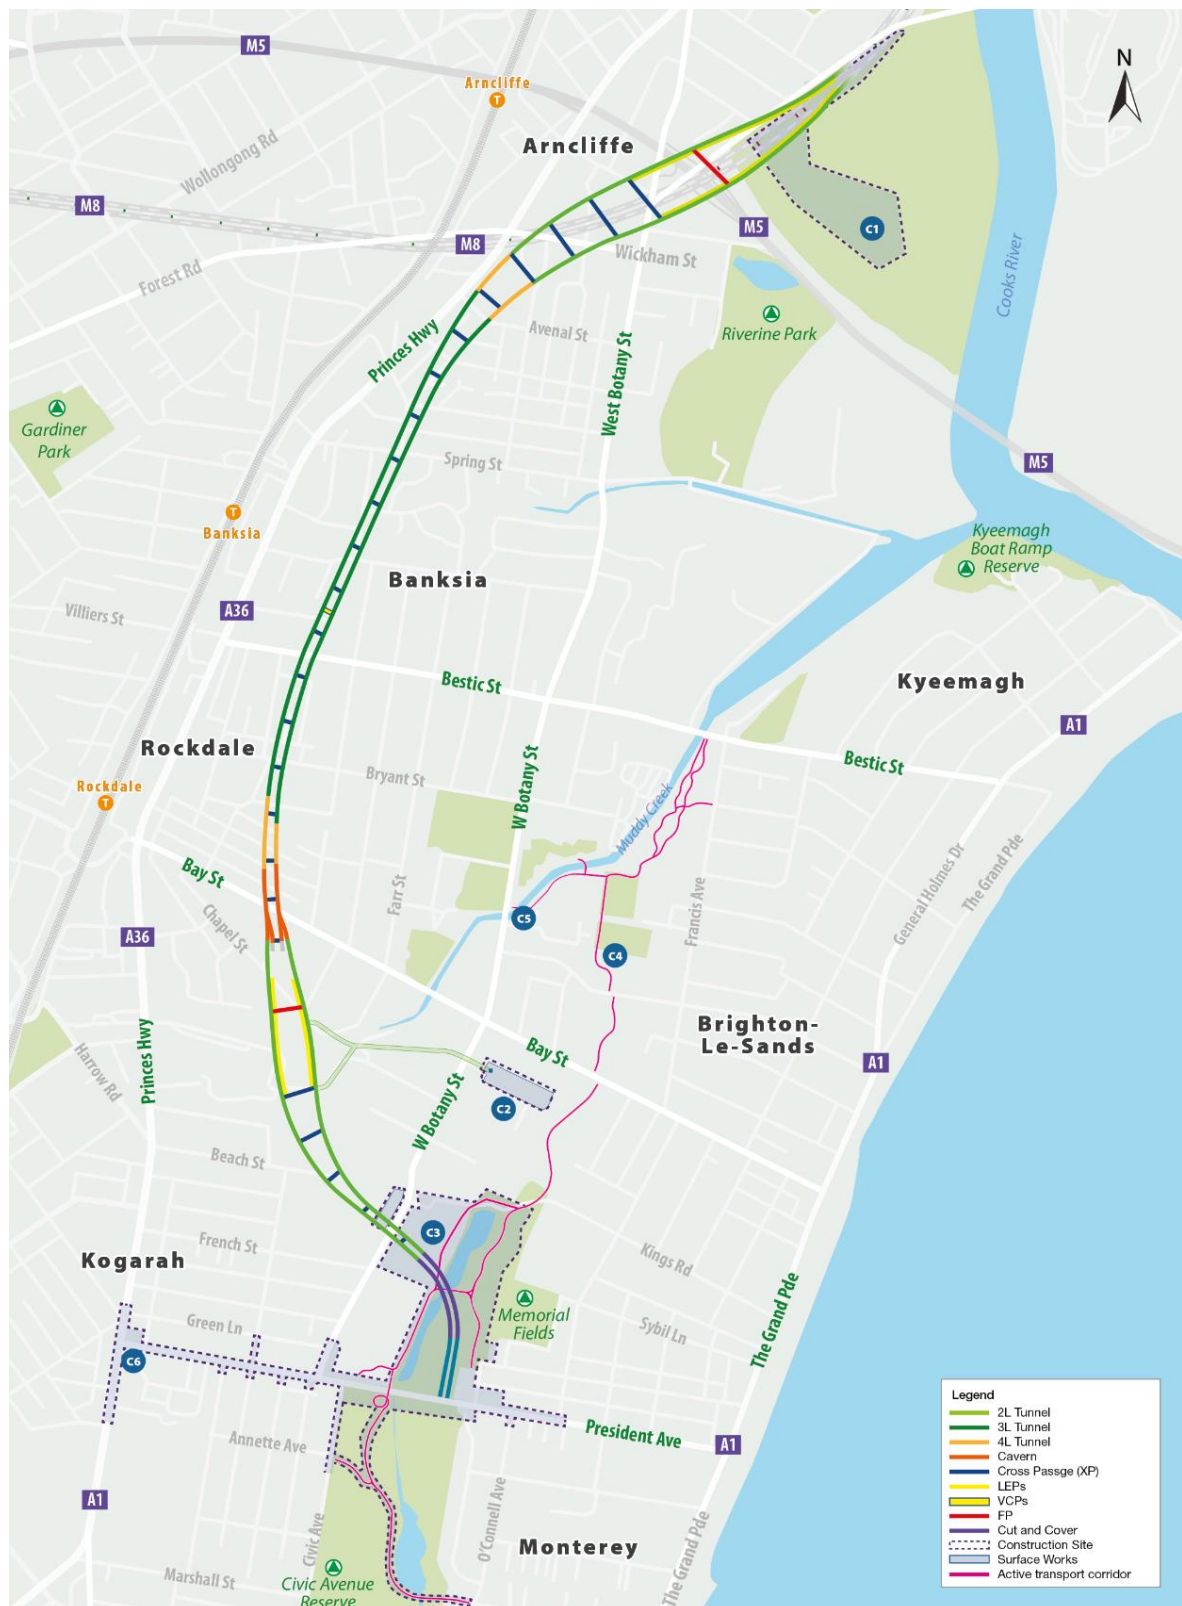 M5
N
Arncliffe
T
Arncliffe
Wollongong Rd
M8
C1
M5
M8
Wickham St
Forest Rd
Cooks River
Avenal St
Riverine Park
Princes Hwy
West Botany St
Gardiner
Park
Spring St
M5
T
Banksia
Kyeemagh
Boat Ramp
Reserve
Banksia
Villiers St
A36
Bestic St
Kyeemagh
A1
Rockdale
Bestic St
Bryant St
Rockdale
T
W Botany St
Muddy Creek
Bay St
Farr St
Francis Ave
General Holmes Dr
The Grand Pde
Chapel St
C5
A36
C4
Brighton-
Le-Sands
Bay St
A1
Princes Hwy
Harrow Rd
C2
W Botany St
Beach St
C3
French St
Kings Rd
Kogarah
Memorial
Fields
Green Ln
Sybil Ln
The Grand Pde
C6
President Ave
Annette Ave
A1
A1
O'Connell Ave
Civic Ave
Monterey
The Grand Pde
Marshall St
Civic Avenue
Reserve
Legend
2L Tunnel
3L Tunnel
4L Tunnel
Cavern
Cross Passge (XP)
LEPs
VCPs
FP
Cut and Cover
Construction Site
Surface Works
Active transport corridor